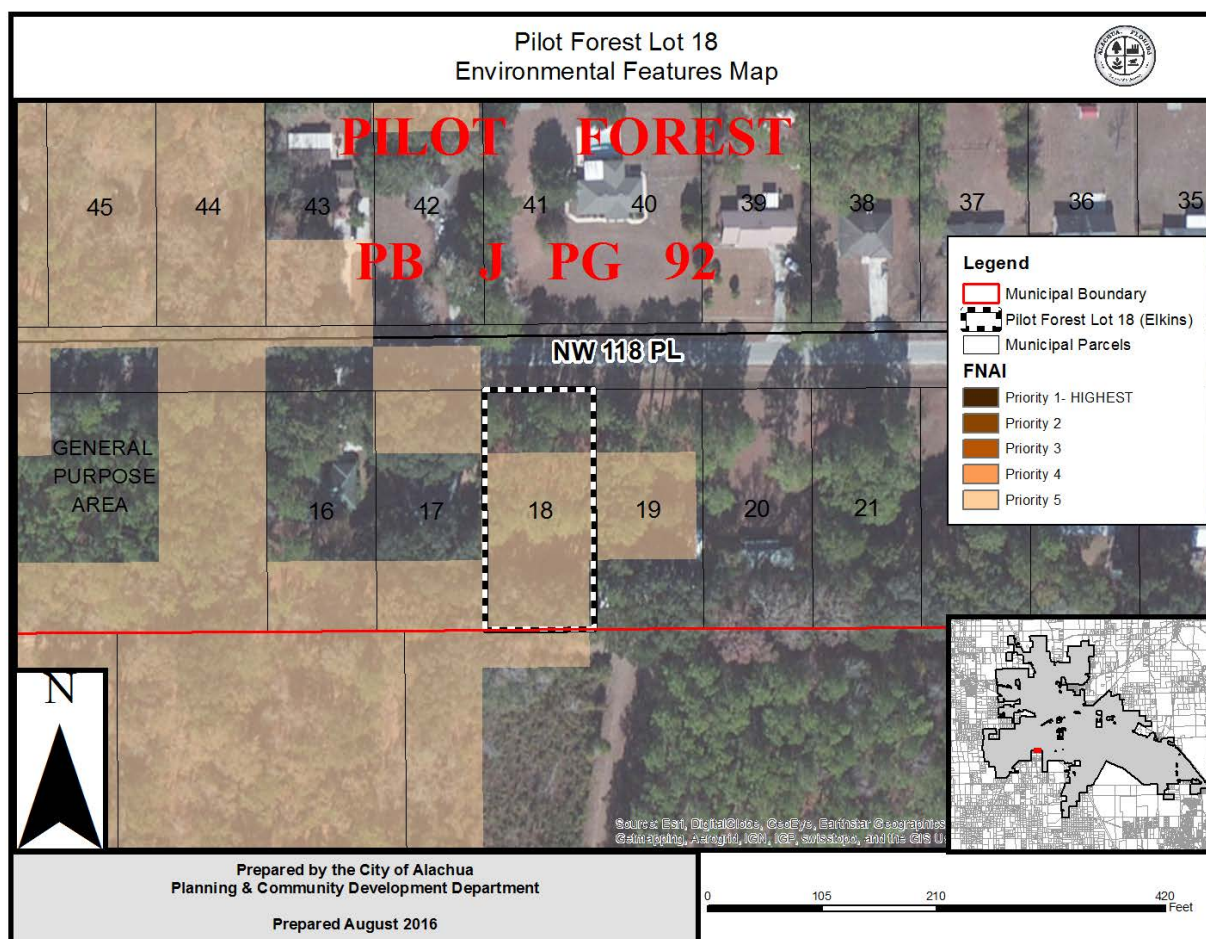 Pilot Forest Lot 18
Environmental Features Map
ALACHUA, FLORIDA
PILOT FOREST
45 44 43 42 41 40 39 38 37 36 35
PB J PG 92
NW 118 PL
GENERAL
PURPOSE
AREA
16 17 18 19 20 21
Legend
Municipal Boundary
Pilot Forest Lot 18 (Elkins)
Municipal Parcels
FNAI
Priority 1- HIGHEST
Priority 2
Priority 3
Priority 4
Priority 5
N
Source: Esri, DigitalGlobe, GeoEye, Earthstar Geographics
Getmapping, Aerogrid, IGN, IGP, swisstopo, and the GIS U
Prepared by the City of Alachua
Planning & Community Development Department
Prepared August 2016
0 105 210 420
Feet